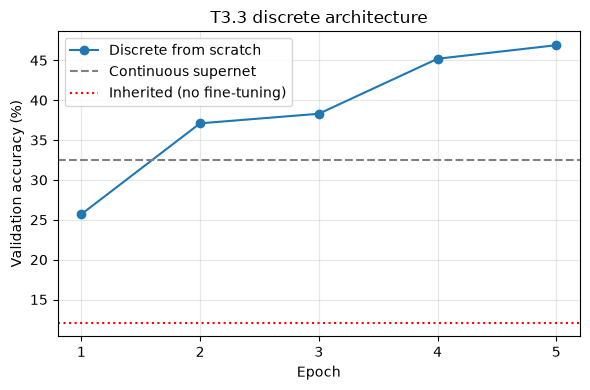 T3.3 discrete architecture
Discrete from scratch
Continuous supernet
Inherited (no fine-tuning)
Validation accuracy (%)
45
40
35
30
25
20
15
1 2 3 4 5
Epoch